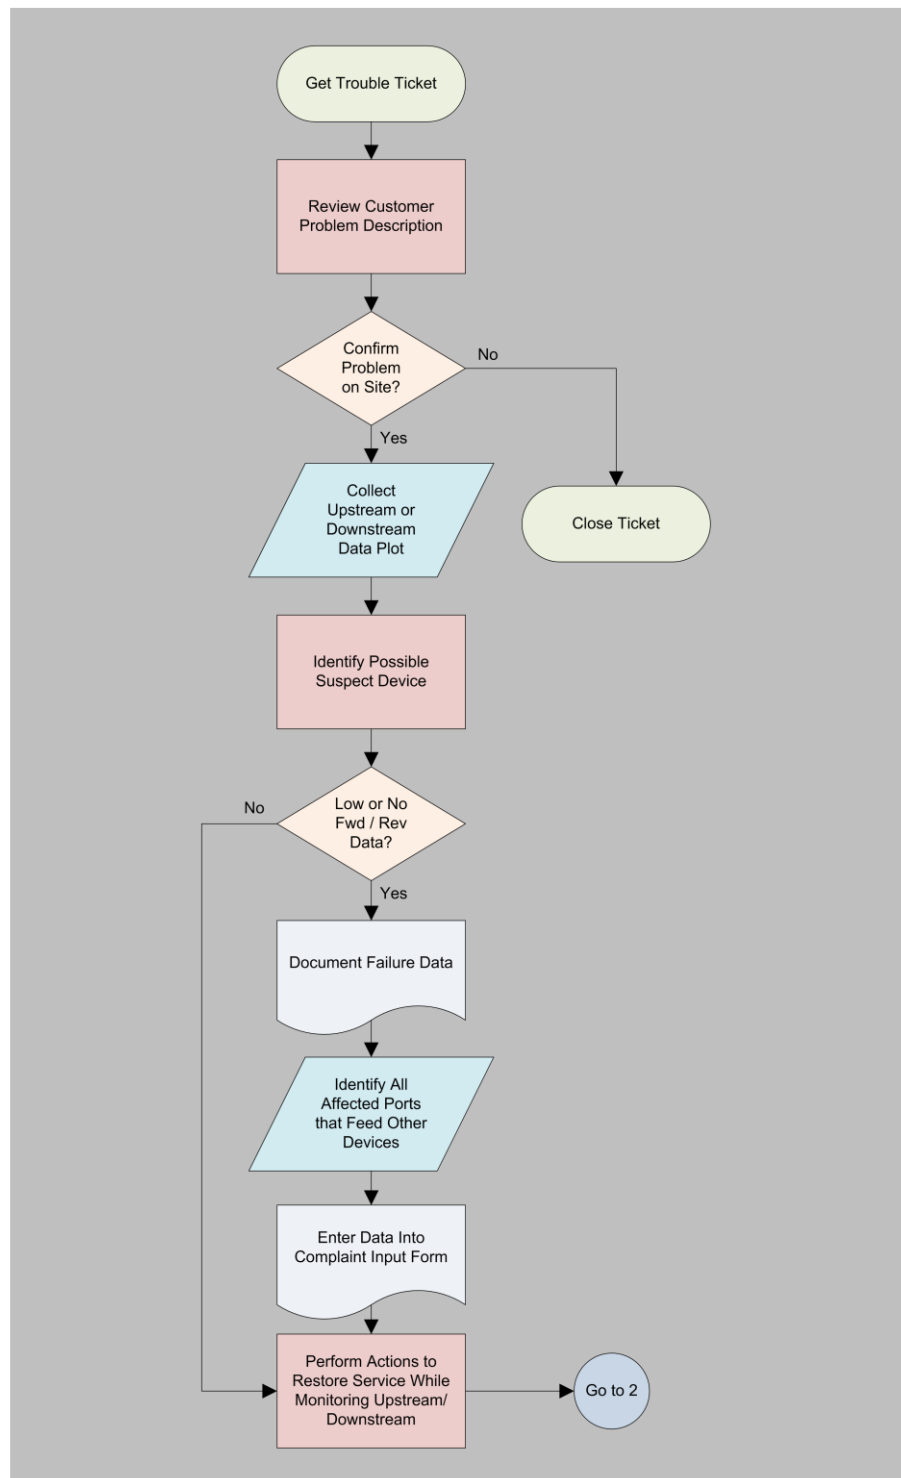 Get Trouble Ticket
Review Customer
Problem Description
Confirm
Problem
on Site?
No
Yes
Collect
Upstream or
Downstream
Data Plot
Close Ticket
Identify Possible
Suspect Device
No
Low or No
Fwd / Rev
Data?
Yes
Document Failure Data
Identify All
Affected Ports
that Feed Other
Devices
Enter Data Into
Complaint Input Form
Perform Actions to
Restore Service While
Monitoring Upstream/
Downstream
Go to 2